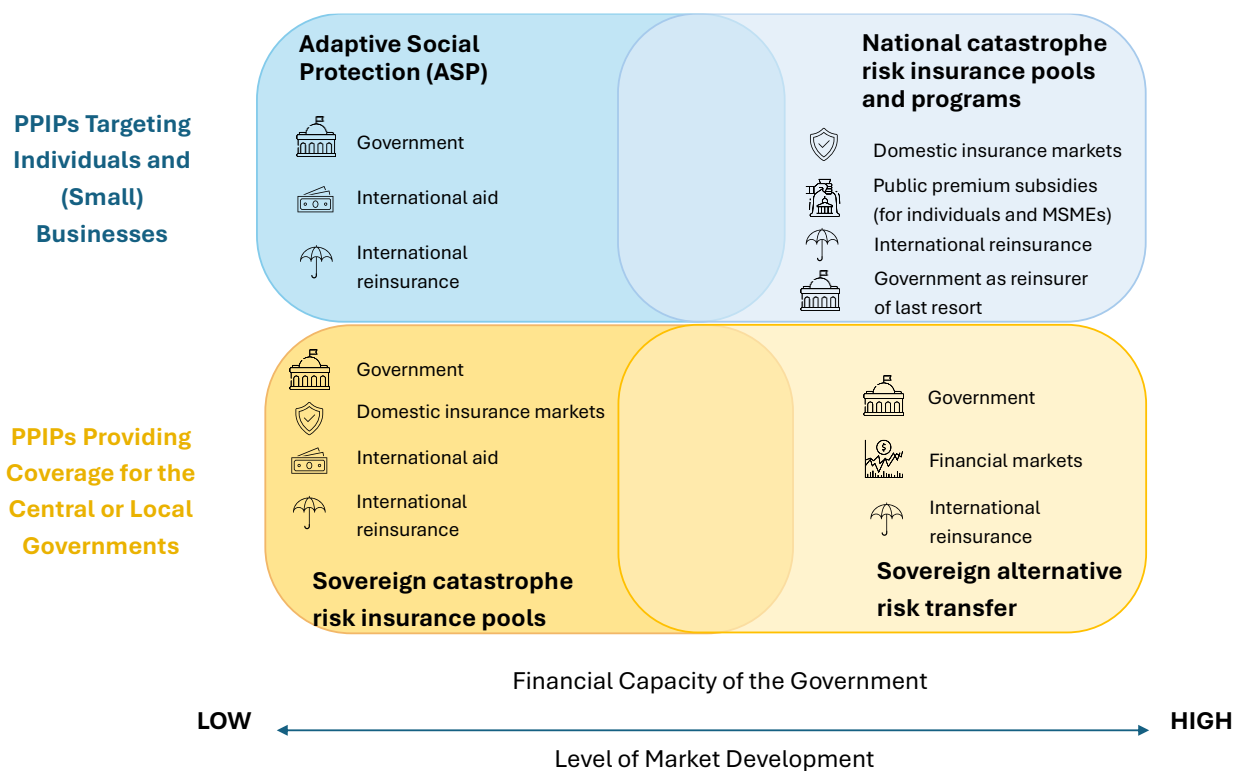 Adaptive Social
Protection (ASP)
National catastrophe
risk insurance pools
and programs
PPIPs Targeting
Individuals and
(Small)
Businesses
Government
International aid
International
reinsurance
Domestic insurance markets
Public premium subsidies
(for individuals and MSMEs)
International reinsurance
Government as reinsurer
of last resort
PPIPs Providing
Coverage for the
Central or Local
Governments
Government
Domestic insurance markets
International aid
International
reinsurance
Sovereign catastrophe
risk insurance pools
Government
Financial markets
International
reinsurance
Sovereign alternative
risk transfer
Financial Capacity of the Government
LOW
HIGH
Level of Market Development